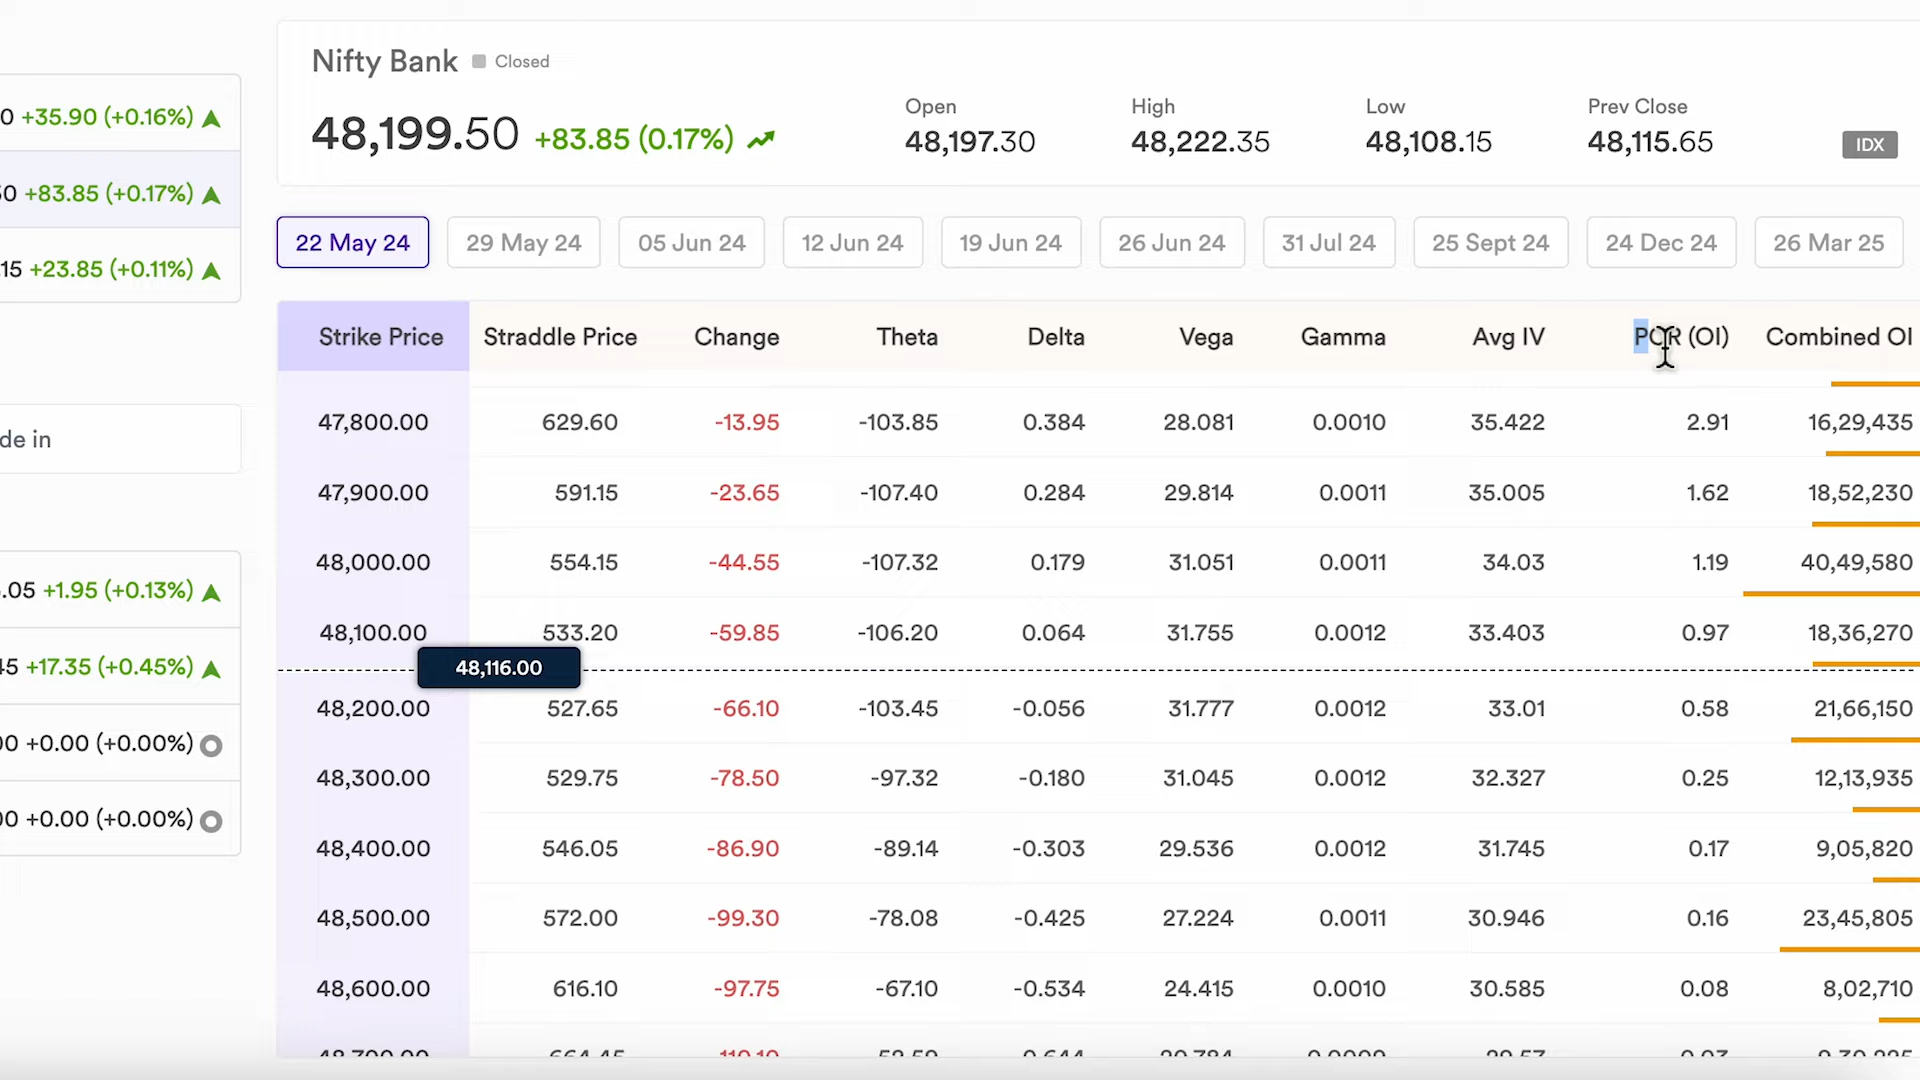 Nifty Bank Closed
48,199.50 +83.85 (0.17%)
Open High Low Prev Close
48,197.30 48,222.35 48,108.15 48,115.65 IDX
0 +35.90 (+0.16%)
50 +83.85 (+0.17%)
.15 +23.85 (+0.11%)
de in
.05 +1.95 (+0.13%)
45 +17.35 (+0.45%)
00 +0.00 (+0.00%)
00 +0.00 (+0.00%)
22 May 24 29 May 24 05 Jun 24 12 Jun 24 19 Jun 24 26 Jun 24 31 Jul 24 25 Sept 24 24 Dec 24 26 Mar 25
Strike Price Straddle Price Change Theta Delta Vega Gamma Avg IV PCR (OI) Combined OI
47,800.00 629.60 -13.95 -103.85 0.384 28.081 0.0010 35.422 2.91 16,29,435
47,900.00 591.15 -23.65 -107.40 0.284 29.814 0.0011 35.005 1.62 18,52,230
48,000.00 554.15 -44.55 -107.32 0.179 31.051 0.0011 34.03 1.19 40,49,580
48,100.00 533.20 -59.85 -106.20 0.064 31.755 0.0012 33.403 0.97 18,36,270
48,116.00
48,200.00 527.65 -66.10 -103.45 -0.056 31.777 0.0012 33.01 0.58 21,66,150
48,300.00 529.75 -78.50 -97.32 -0.180 31.045 0.0012 32.327 0.25 12,13,935
48,400.00 546.05 -86.90 -89.14 -0.303 29.536 0.0012 31.745 0.17 9,05,820
48,500.00 572.00 -99.30 -78.08 -0.425 27.224 0.0011 30.946 0.16 23,45,805
48,600.00 616.10 -97.75 -67.10 -0.534 24.415 0.0010 30.585 0.08 8,02,710